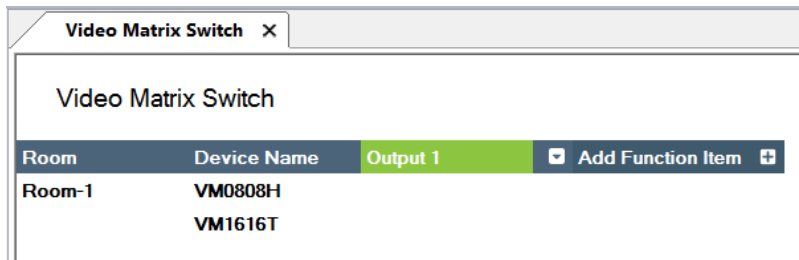 Video Matrix Switch
Video Matrix Switch
Room Device Name Output 1 Add Function Item
Room-1 VM0808H
VM1616T